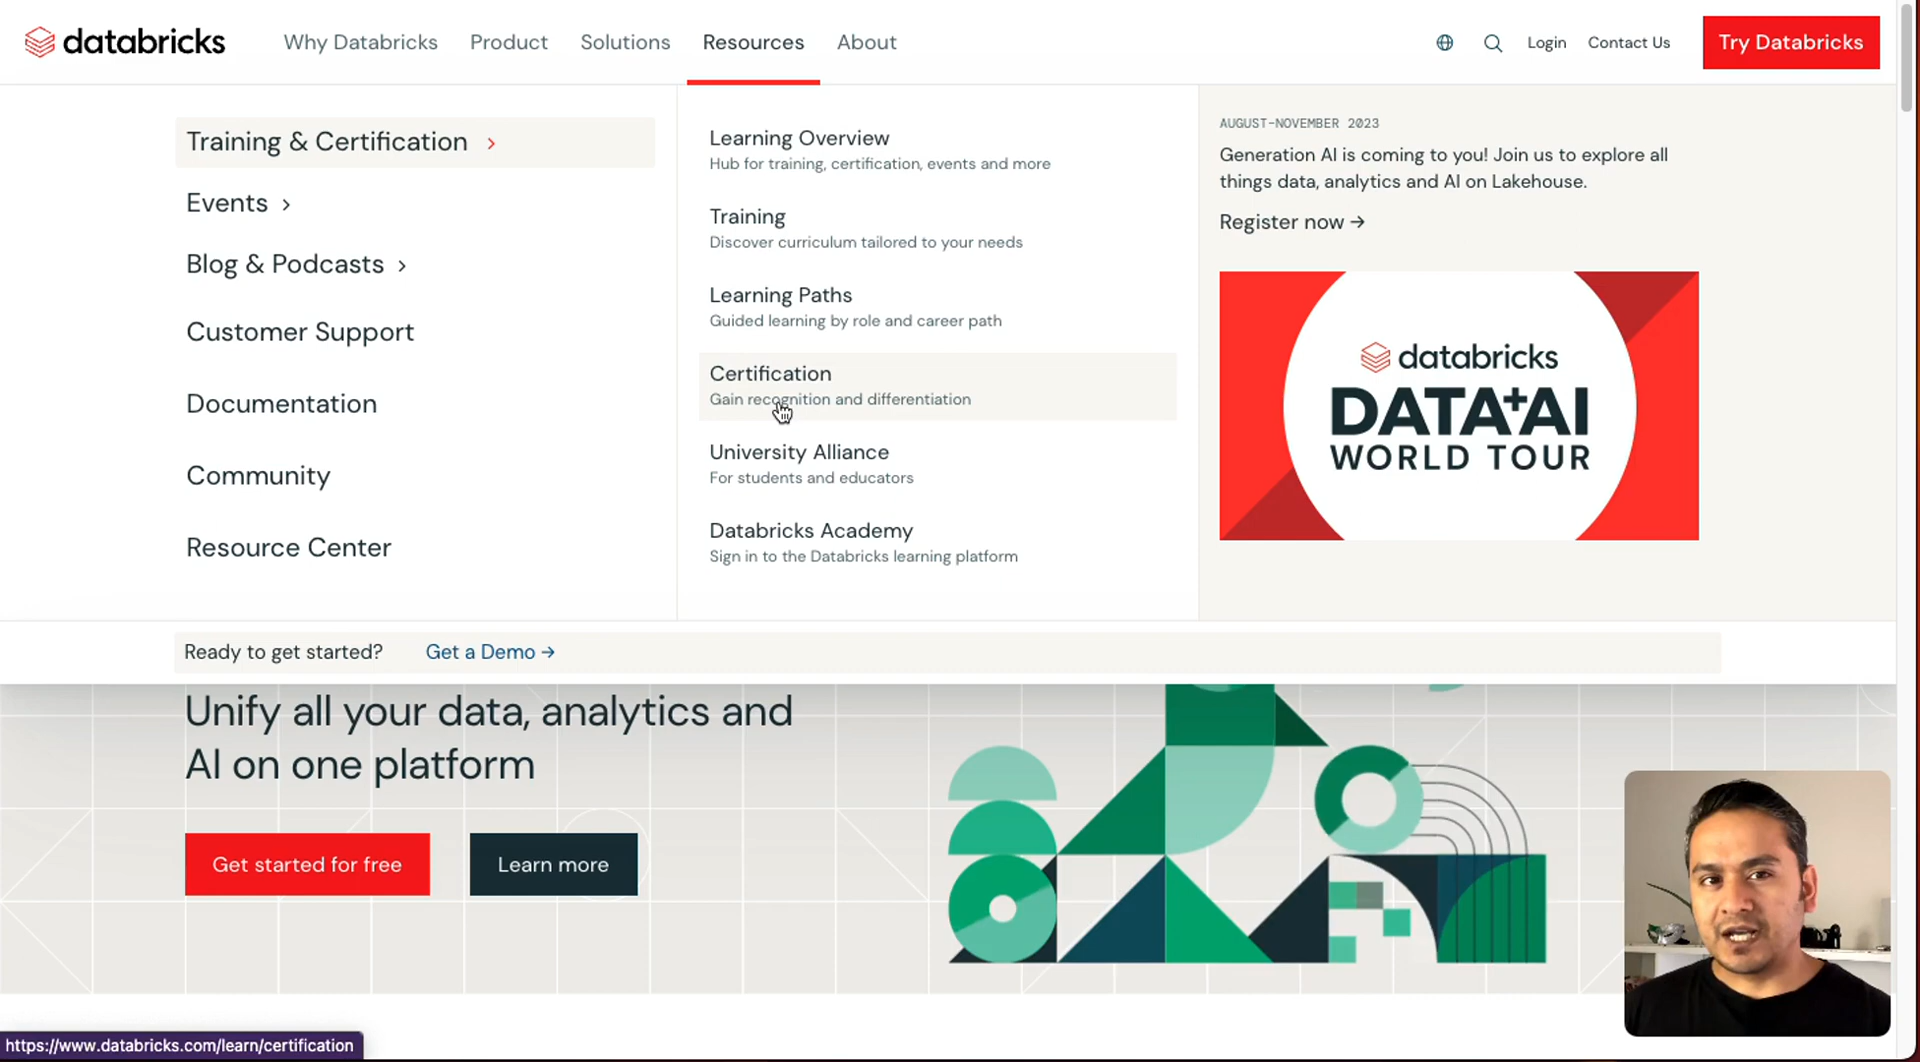 databricks
Why Databricks
Product
Solutions
Resources
About
Login
Contact Us
Try Databricks
Training & Certification
Events
Blog & Podcasts
Customer Support
Documentation
Community
Resource Center
Learning Overview
Hub for training, certification, events and more
Training
Discover curriculum tailored to your needs
Learning Paths
Guided learning by role and career path
Certification
Gain recognition and differentiation
University Alliance
For students and educators
Databricks Academy
Sign in to the Databricks learning platform
AUGUST-NOVEMBER 2023
Generation AI is coming to you! Join us to explore all
things data, analytics and AI on Lakehouse.
Register now →
databricks
DATA+AI
WORLD TOUR
Ready to get started?
Get a Demo →
Unify all your data, analytics and
AI on one platform
Get started for free
Learn more
https://www.databricks.com/learn/certification